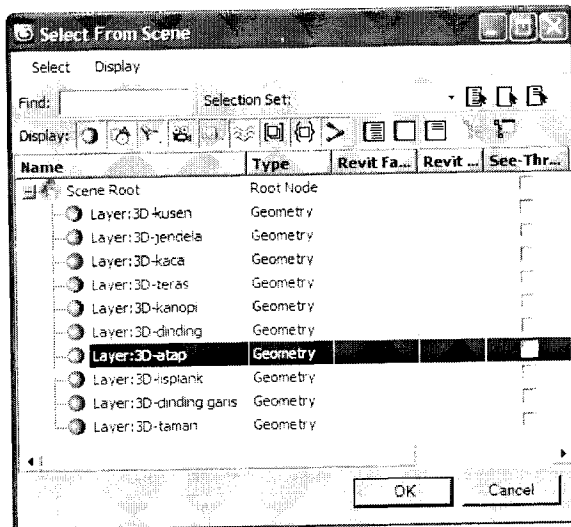 Select From Scene
Select Display
Find: Selection Set:
Display:
Name Type Revit Fa... Revit ... See-Thr...
Scene Root Root Node
Layer:3D-kusen Geometry
Layer:3D-jendela Geometry
Layer:3D-kaca Geometry
Layer:3D-teras Geometry
Layer:3D-kanopi Geometry
Layer:3D-dinding Geometry
Layer:3D-atap Geometry
Layer:3D-lisplank Geometry
Layer:3D-dinding garis Geometry
Layer:3D-taman Geometry
OK Cancel